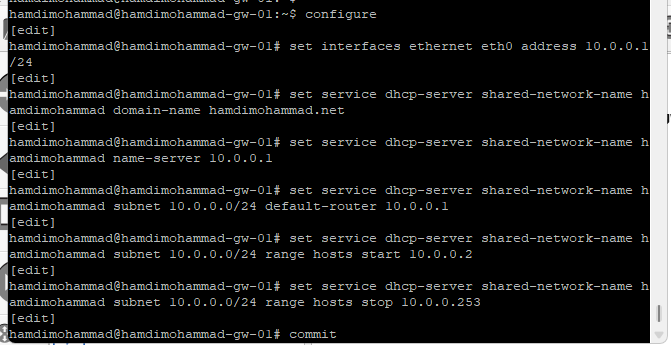 hamdimohammad@hamdimohammad-gw-01:~$ configure
[edit]
hamdimohammad@hamdimohammad-gw-01# set interfaces ethernet eth0 address 10.0.0.1
/24
[edit]
hamdimohammad@hamdimohammad-gw-01# set service dhcp-server shared-network-name h
amdimohammad domain-name hamdimohammad.net
[edit]
hamdimohammad@hamdimohammad-gw-01# set service dhcp-server shared-network-name h
amdimohammad name-server 10.0.0.1
[edit]
hamdimohammad@hamdimohammad-gw-01# set service dhcp-server shared-network-name h
amdimohammad subnet 10.0.0.0/24 default-router 10.0.0.1
[edit]
hamdimohammad@hamdimohammad-gw-01# set service dhcp-server shared-network-name h
amdimohammad subnet 10.0.0.0/24 range hosts start 10.0.0.2
[edit]
hamdimohammad@hamdimohammad-gw-01# set service dhcp-server shared-network-name h
amdimohammad subnet 10.0.0.0/24 range hosts stop 10.0.0.253
[edit]
hamdimohammad@hamdimohammad-gw-01# commit